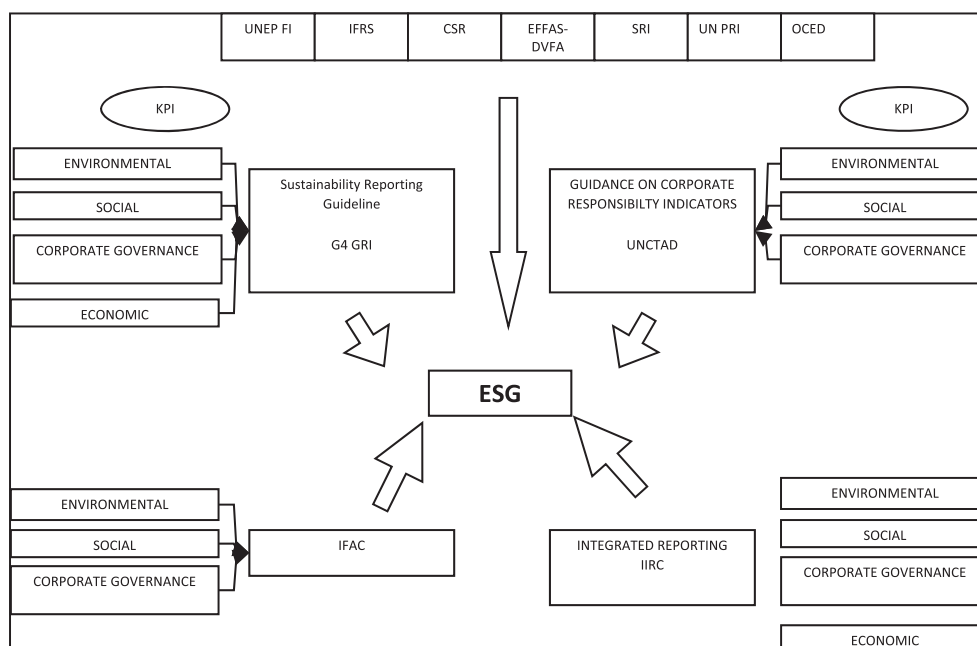 UNEP FI
IFRS
CSR
EFFAS-
DVFA
SRI
UN PRI
OCED
KPI
KPI
ENVIRONMENTAL
SOCIAL
CORPORATE GOVERNANCE
ECONOMIC
Sustainability Reporting
Guideline
G4 GRI
GUIDANCE ON CORPORATE
RESPONSIBILTY INDICATORS
UNCTAD
ENVIRONMENTAL
SOCIAL
CORPORATE GOVERNANCE
ESG
ENVIRONMENTAL
SOCIAL
CORPORATE GOVERNANCE
IFAC
INTEGRATED REPORTING
IIRC
ENVIRONMENTAL
SOCIAL
CORPORATE GOVERNANCE
ECONOMIC